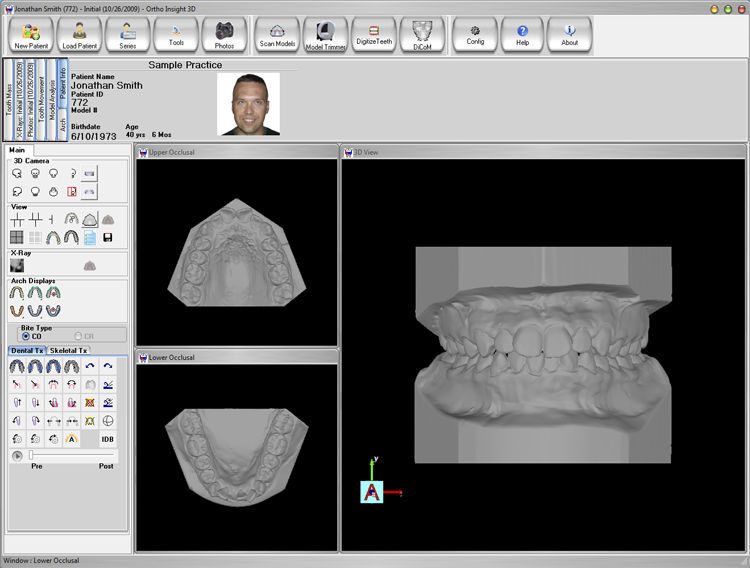 Jonathan Smith (772) - Initial (10/26/2009) - Ortho Insight 3D
New Patient
Load Patient
Series
Tools
Photos
Scan Models
Model Trimmer
DigitizeTeeth
DiCoM
Config
Help
About
Tooth Mass
X-Rays: Initial [10/26/2009]
Photos: Initial [10/26/2009]
Tooth Movement
Model Analysis
Arch
Patient Info
Sample Practice
Patient Name
Jonathan Smith
Patient ID
772
Model #
Birthdate Age
6/10/1973 40 yrs 6 Mos
Main
3D Camera
View
X-Ray
Arch Displays
Bite Type
CO CR
Dental Tx Skeletal Tx
A
IDB
Pre Post
Upper Occlusal
Lower Occlusal
3D View
y
A
Window : Lower Occlusal